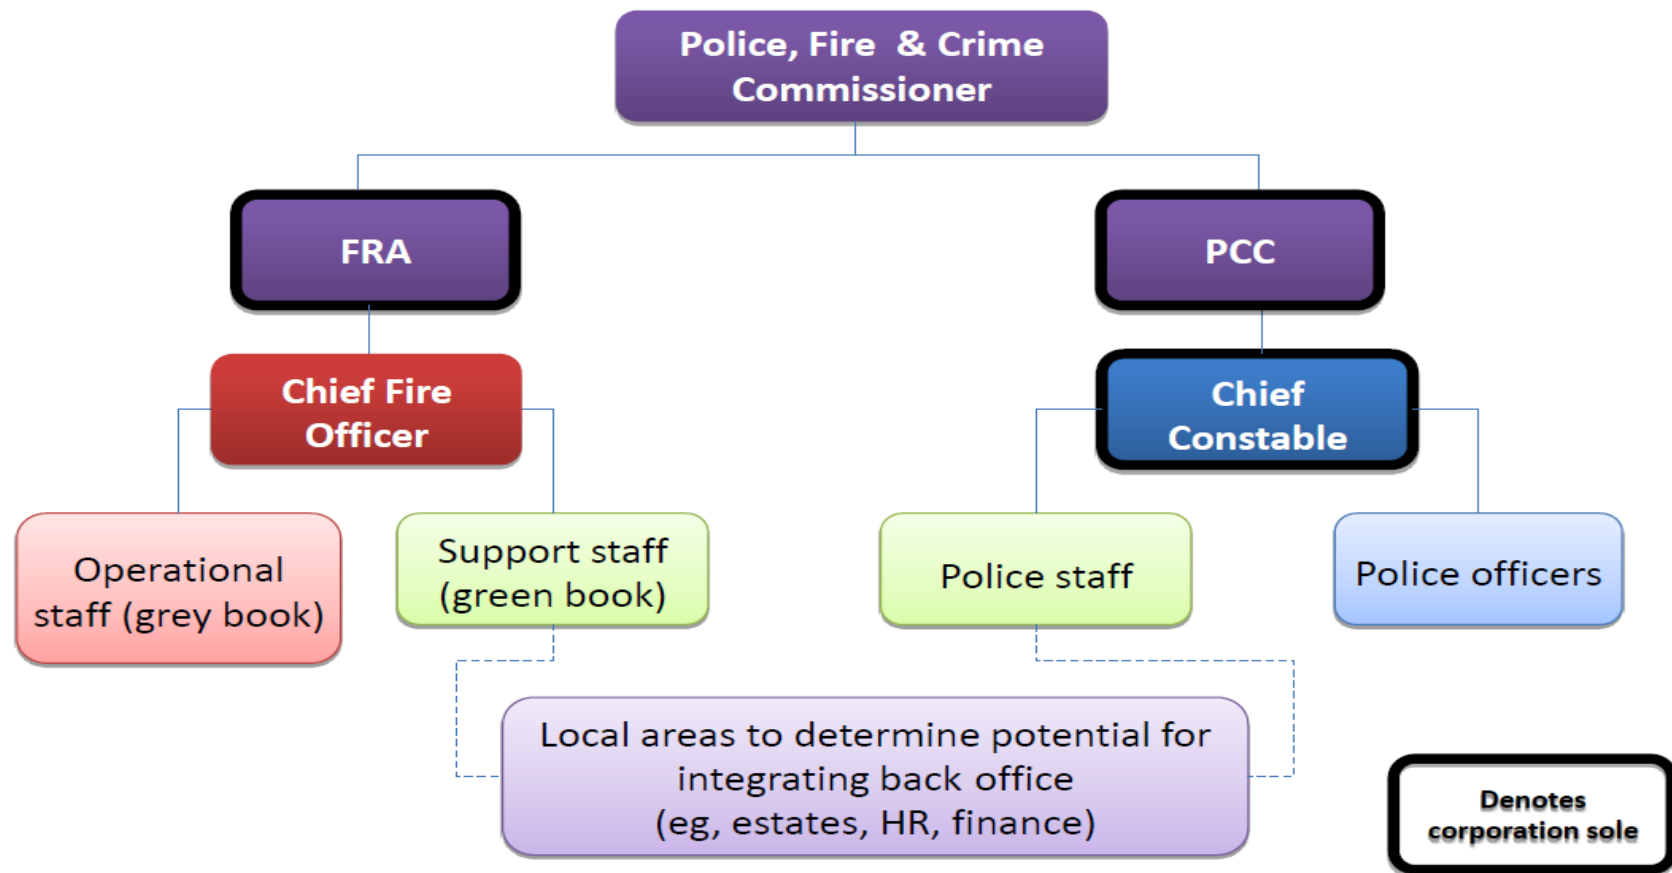 Police, Fire & Crime
Commissioner
FRA
PCC
Chief Fire
Officer
Chief
Constable
Operational
staff (grey book)
Support staff
(green book)
Police staff
Police officers
Local areas to determine potential for
integrating back office
(eg, estates, HR, finance)
Denotes
corporation sole